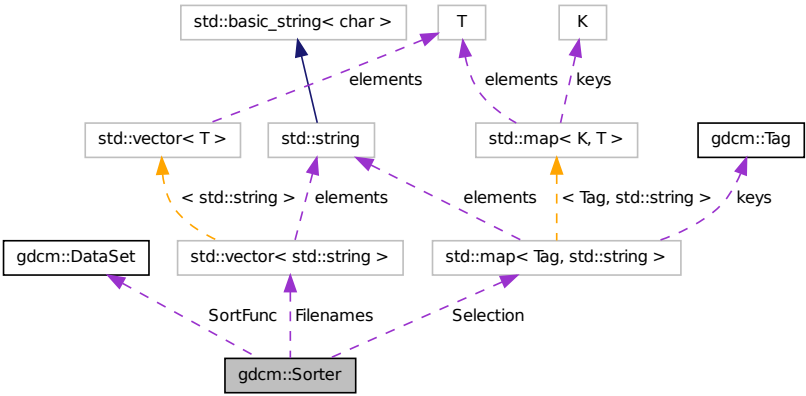 std::basic_string< char >
T
K
elements
elements
keys
std::vector< T >
std::string
std::map< K, T >
gdcm::Tag
< std::string >
elements
elements
< Tag, std::string >
keys
gdcm::DataSet
std::vector< std::string >
std::map< Tag, std::string >
SortFunc
Filenames
Selection
gdcm::Sorter